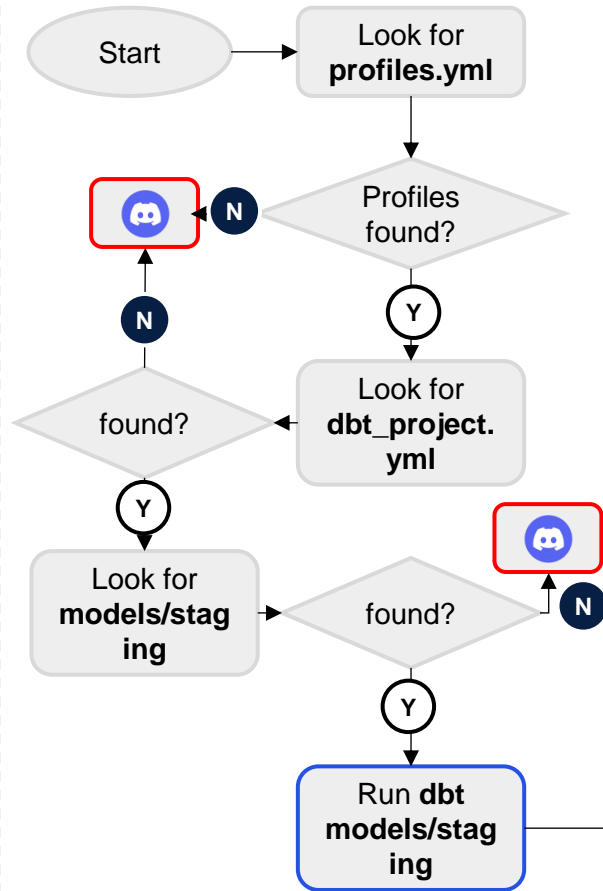 Start
Look for
profiles.yml
Profiles
found?
N
Y
N
Look for
dbt_project.
yml
found?
Y
Look for
models/stag
ing
found?
N
Y
Run dbt
models/stag
ing